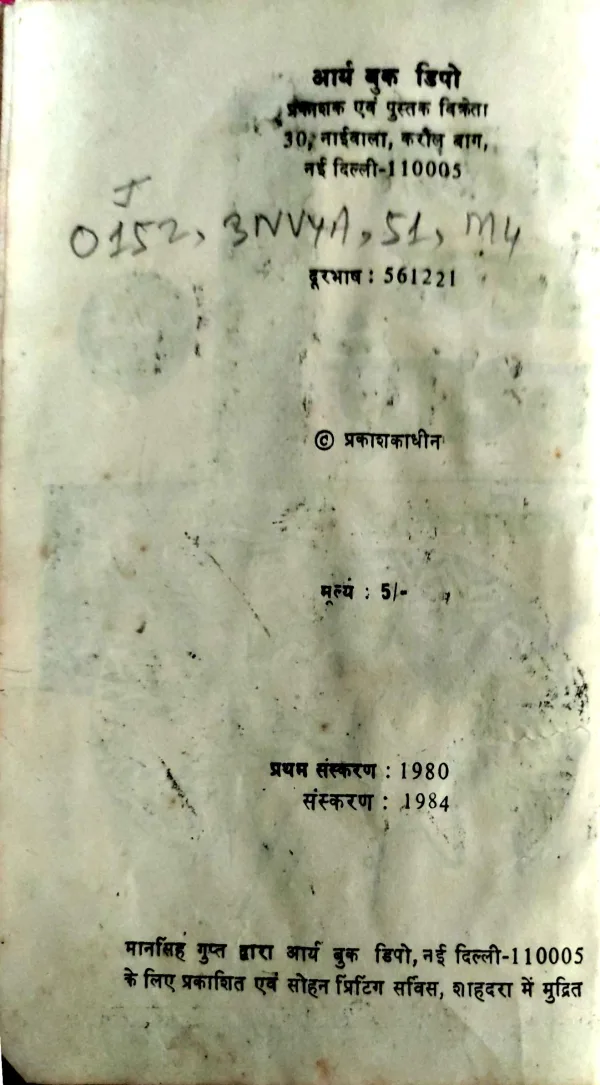 आर्य बुक डिपो
प्रकाशक एवं पुस्तक विक्रेता
30, नाईवाला, करौल बाग,
नई दिल्ली-110005
J
0152, 3NVYA, 51, M4
दूरभाष : 561221
© प्रकाशकाधीन
मूल्य : 5/-
प्रथम संस्करण : 1980
संस्करण : 1984
मानसिंह गुप्त द्वारा आर्य बुक डिपो, नई दिल्ली-110005
के लिए प्रकाशित एवं सोहन प्रिंटिंग सर्विस, शाहदरा में मुद्रित